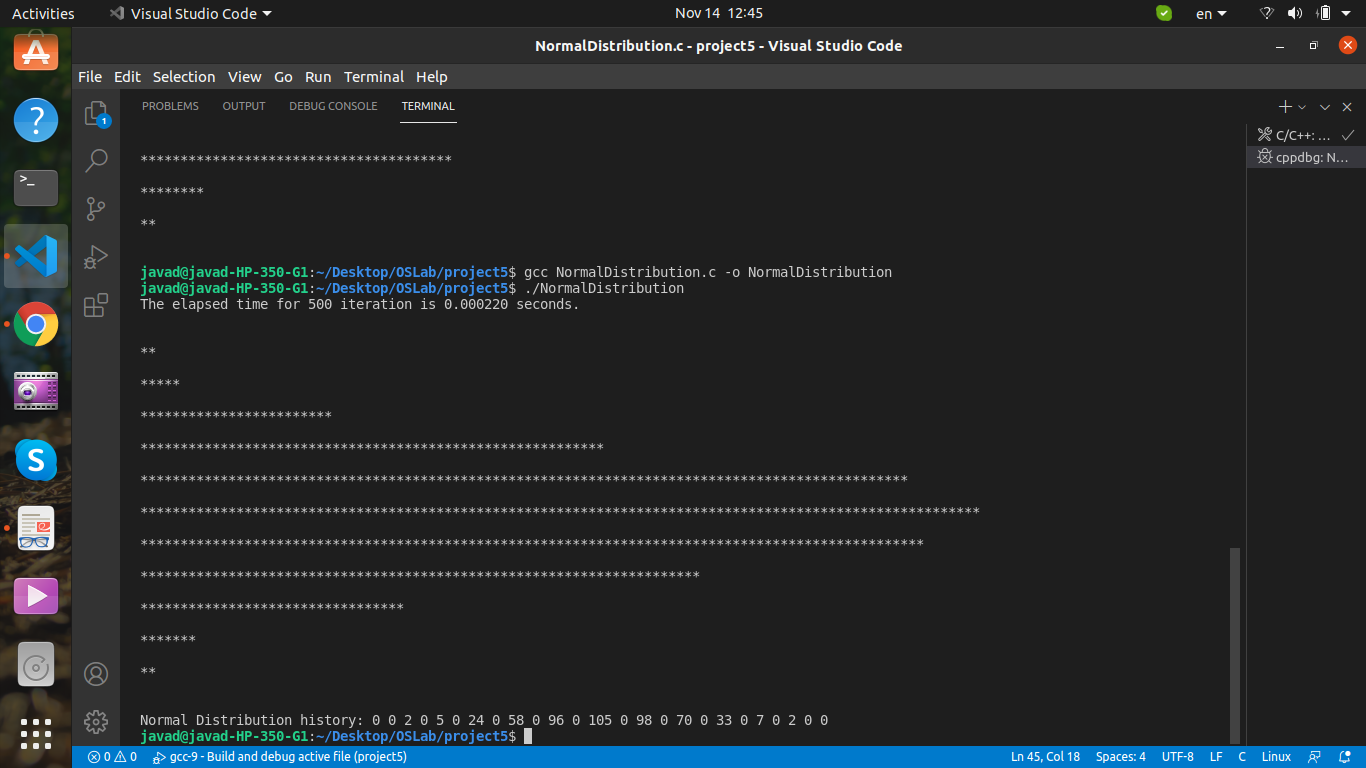 Activities Visual Studio Code Nov 14 12:45 en
NormalDistribution.c - project5 - Visual Studio Code
File Edit Selection View Go Run Terminal Help
PROBLEMS OUTPUT DEBUG CONSOLE TERMINAL
1
C/C++: ...
cppdbg: N...
***************************************
********
**
javad@javad-HP-350-G1:~/Desktop/OSLab/project5$ gcc NormalDistribution.c -o NormalDistribution
javad@javad-HP-350-G1:~/Desktop/OSLab/project5$ ./NormalDistribution
The elapsed time for 500 iteration is 0.000220 seconds.
**
*****
************************
**********************************************************
************************************************************************************************
*********************************************************************************************************
**************************************************************************************************
**********************************************************************
*********************************
*******
**
Normal Distribution history: 0 0 2 0 5 0 24 0 58 0 96 0 105 0 98 0 70 0 33 0 7 0 2 0 0
javad@javad-HP-350-G1:~/Desktop/OSLab/project5$
0 0 gcc-9 - Build and debug active file (project5) Ln 45, Col 18 Spaces: 4 UTF-8 LF C Linux